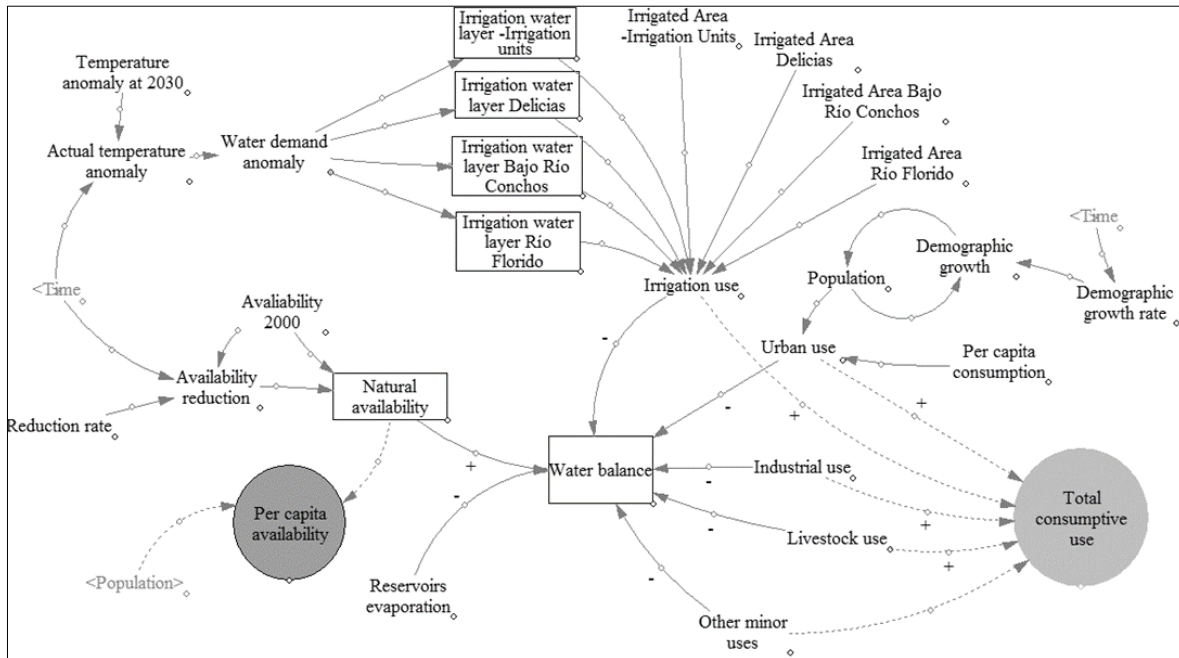 Irrigation water
layer -Irrigation
units
Irrigated Area
-Irrigation Units
Irrigated Area
Delicias
Temperature
anomaly at 2030
Irrigation water
layer Delicias
Irrigated Area Bajo
Río Conchos
Actual temperature
anomaly
Water demand
anomaly
Irrigation water
layer Bajo Río
Conchos
Irrigated Area
Río Florido
Irrigation water
layer Río
Florido
<Time
Demographic
growth
Population
Irrigation use
Demographic
growth rate
<Time
Avaliability
2000
-
Urban use
Per capita
consumption
Availability
reduction
Natural
availability
Reduction rate
-
+
+
+
-
Water balance
-
Industrial use
Per capita
availability
Total
consumptive
use
+
-
Livestock use
+
<Population>
Reservoirs
evaporation
-
Other minor
uses